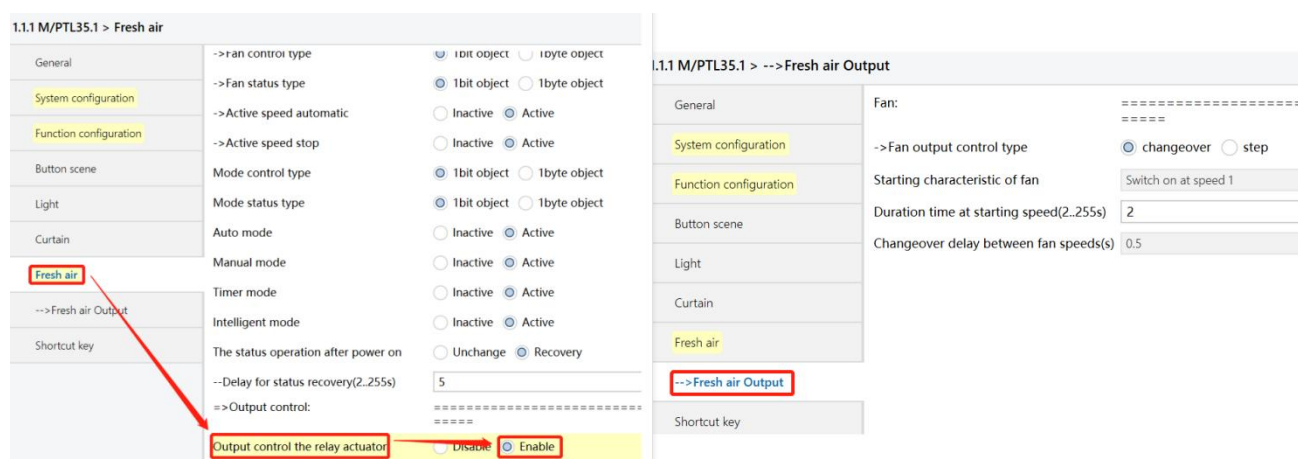 1.1.1 M/PTL35.1 > Fresh air
General
System configuration
Function configuration
Button scene
Light
Curtain
Fresh air
-->Fresh air Output
Shortcut key
->Fan control type 1bit object 1byte object
->Fan status type 1bit object 1byte object
->Active speed automatic Inactive Active
->Active speed stop Inactive Active
Mode control type 1bit object 1byte object
Mode status type 1bit object 1byte object
Auto mode Inactive Active
Manual mode Inactive Active
Timer mode Inactive Active
Intelligent mode Inactive Active
The status operation after power on Unchange Recovery
--Delay for status recovery(2..255s) 5
=>Output control: ==========================
=====
Output control the relay actuator Disable Enable
1.1.1 M/PTL35.1 > -->Fresh air Output
General
System configuration
Function configuration
Button scene
Light
Curtain
Fresh air
-->Fresh air Output
Shortcut key
Fan: ====================
=====
->Fan output control type changeover step
Starting characteristic of fan Switch on at speed 1
Duration time at starting speed(2..255s) 2
Changeover delay between fan speeds(s) 0.5